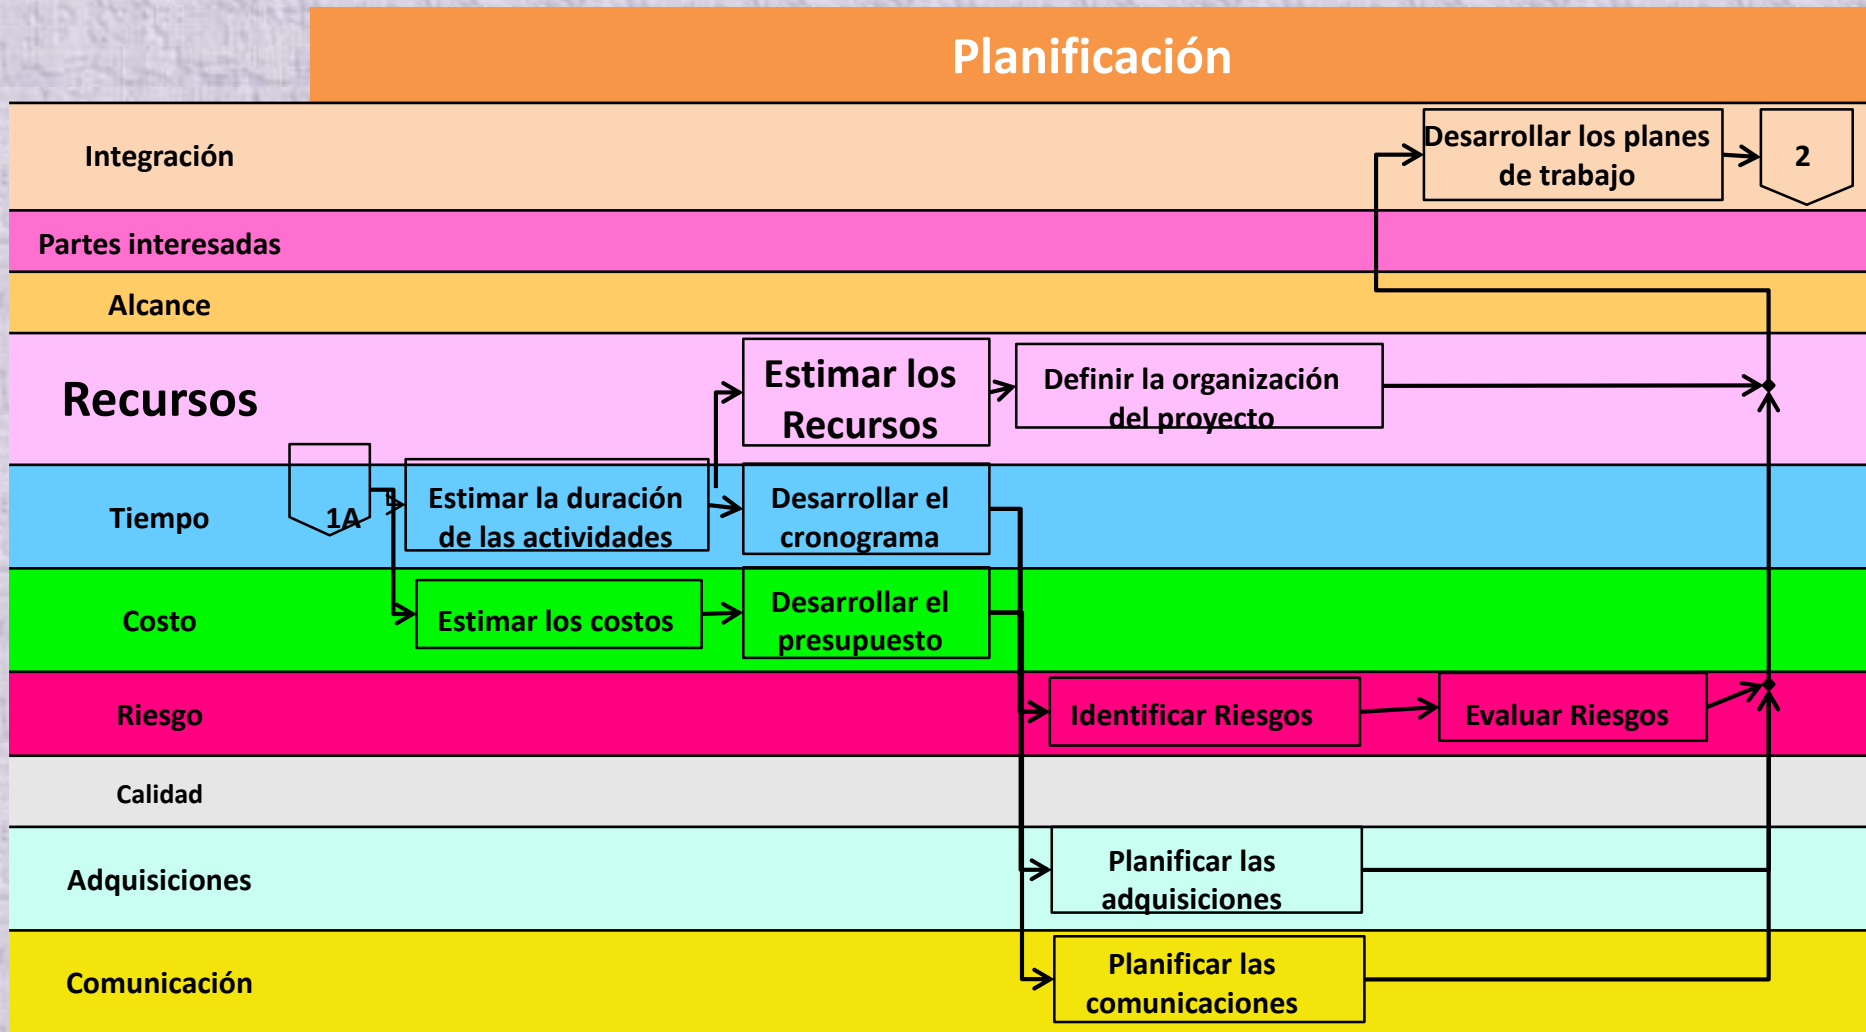 Planificación
Integración
Desarrollar los planes
de trabajo
2
Partes interesadas
Alcance
Recursos
Estimar los
Recursos
Definir la organización
del proyecto
Tiempo
1A
Estimar la duración
de las actividades
Desarrollar el
cronograma
Costo
Estimar los costos
Desarrollar el
presupuesto
Riesgo
Identificar Riesgos
Evaluar Riesgos
Calidad
Adquisiciones
Planificar las
adquisiciones
Comunicación
Planificar las
comunicaciones